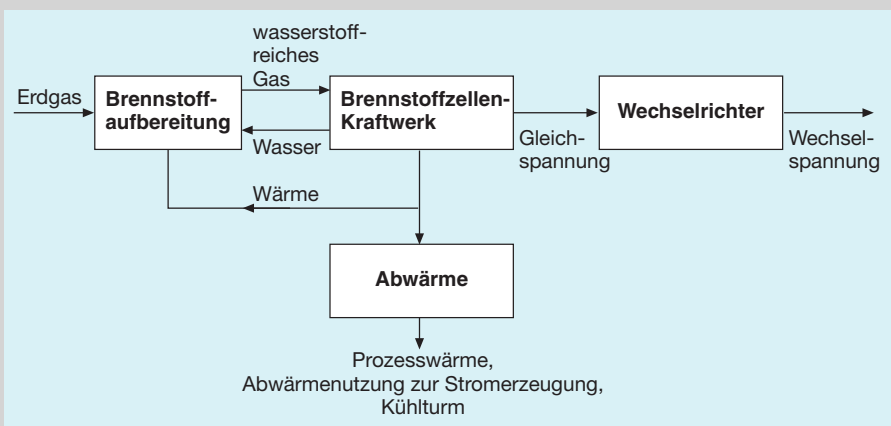 wasserstoff-
reiches
Gas
Erdgas
Brennstoff-
aufbereitung
Brennstoffzellen-
Kraftwerk
Wechselrichter
Wasser
Gleich-
spannung
Wechsel-
spannung
Wärme
Abwärme
Prozesswärme,
Abwärmenutzung zur Stromerzeugung,
Kühlturm